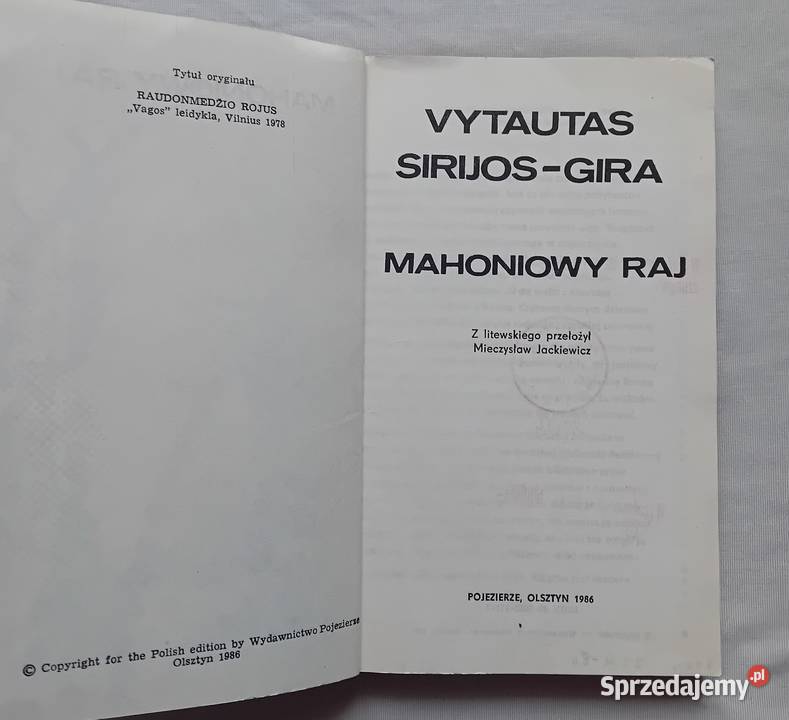 Tytuł oryginału
RAUDONMEDŽIO ROJUS
„Vagos” leidykla, Vilnius 1978
© Copyright for the Polish edition by Wydawnictwo Pojezierze
Olsztyn 1986
VYTAUTAS
SIRIJOS-GIRA
MAHONIOWY RAJ
Z litewskiego przełożył
Mieczysław Jackiewicz
POJEZIERZE, OLSZTYN 1986
Sprzedajemy.pl